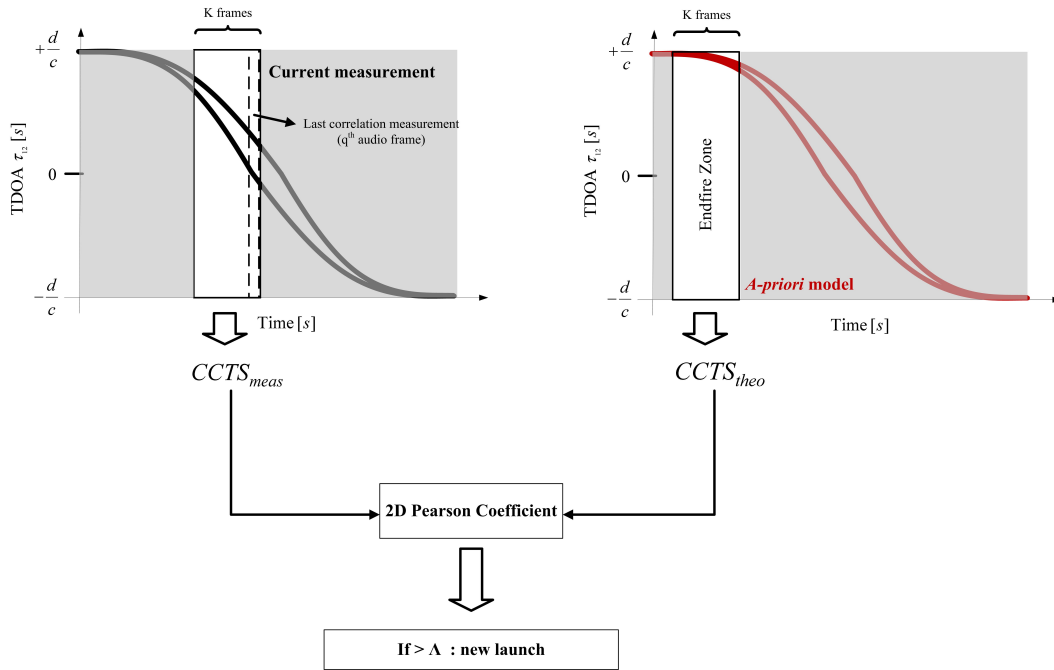 K frames
+d/c
Current measurement
Last correlation measurement
(qth audio frame)
TDOA τ12 [s]
0
−d/c
Time [s]
CCTSmeas
K frames
+d/c
TDOA τ12 [s]
0
Endfire Zone
A-priori model
−d/c
Time [s]
CCTStheo
2D Pearson Coefficient
If > Λ : new launch